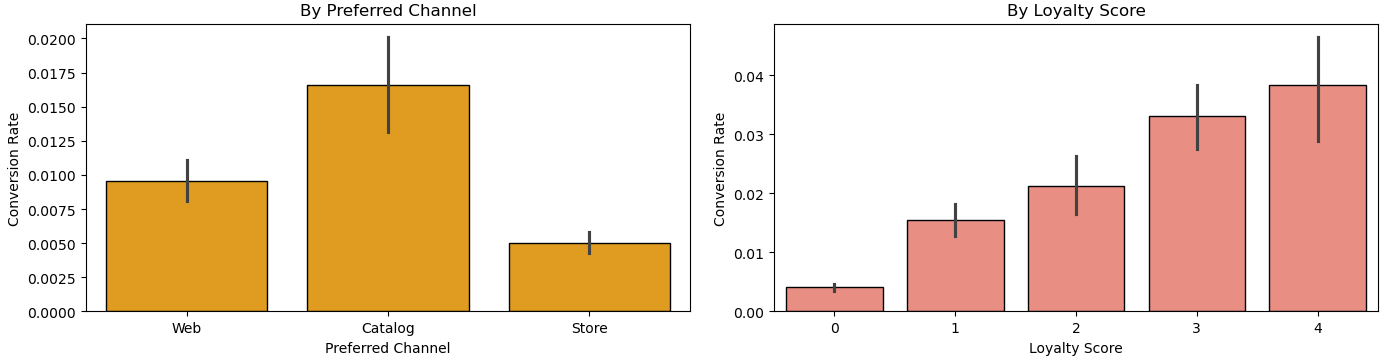 By Preferred Channel
Conversion Rate
0.0200
0.0175
0.0150
0.0125
0.0100
0.0075
0.0050
0.0025
0.0000
Web Catalog Store
Preferred Channel
By Loyalty Score
Conversion Rate
0.04
0.03
0.02
0.01
0.00
0 1 2 3 4
Loyalty Score